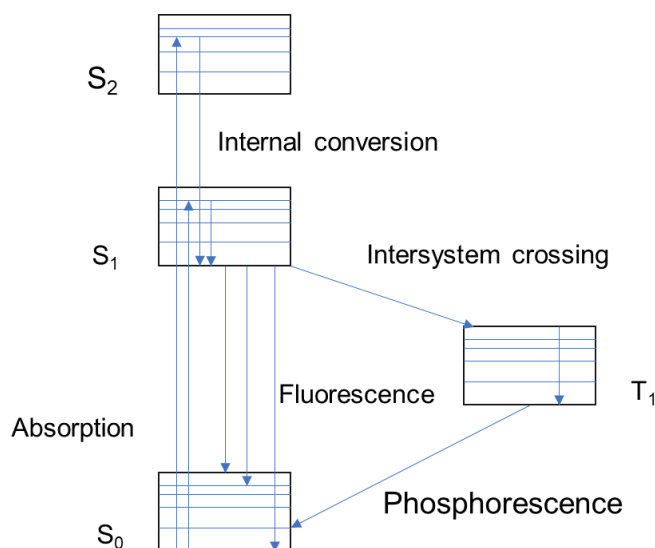 S2
Internal conversion
S1
Intersystem crossing
Fluorescence
T1
Absorption
Phosphorescence
S0